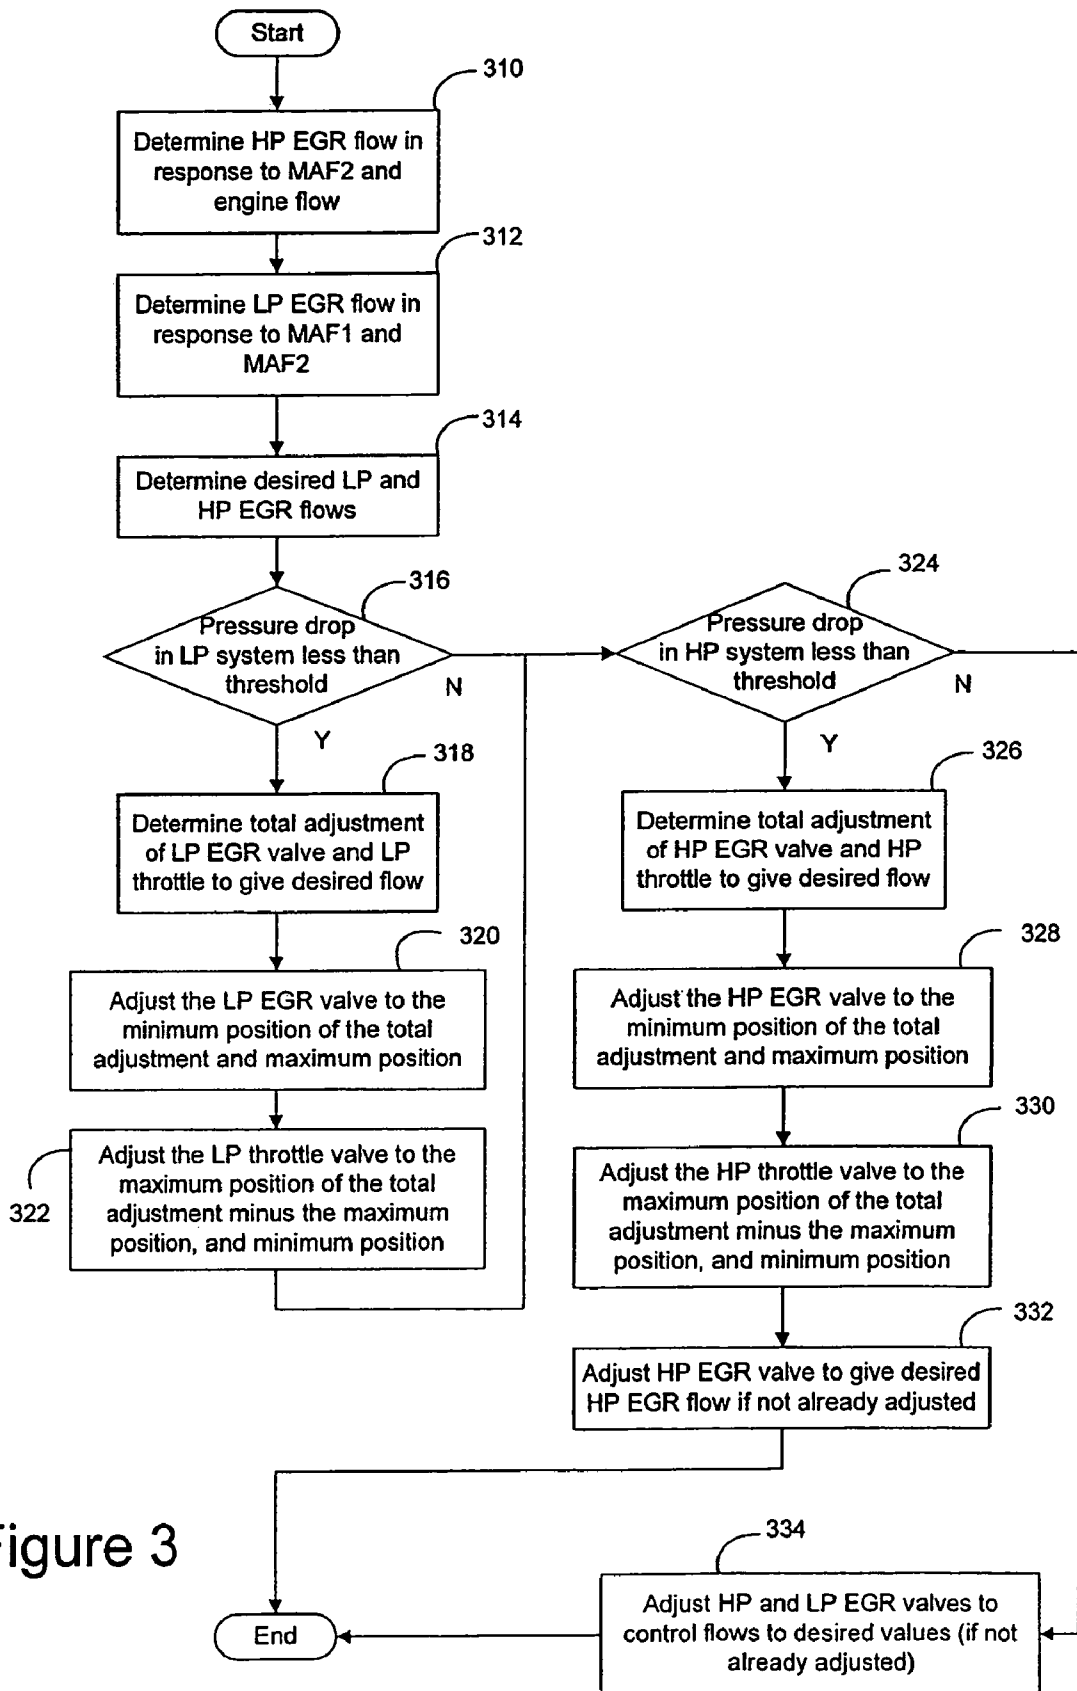 Start
310
Determine HP EGR flow in
response to MAF2 and
engine flow
312
Determine LP EGR flow in
response to MAF1 and
MAF2
314
Determine desired LP and
HP EGR flows
316
Pressure drop
in LP system less than
threshold
N
Y
324
Pressure drop
in HP system less than
threshold
N
Y
318
Determine total adjustment
of LP EGR valve and LP
throttle to give desired flow
320
Adjust the LP EGR valve to the
minimum position of the total
adjustment and maximum position
322
Adjust the LP throttle valve to the
maximum position of the total
adjustment minus the maximum
position, and minimum position
326
Determine total adjustment
of HP EGR valve and HP
throttle to give desired flow
328
Adjust the HP EGR valve to the
minimum position of the total
adjustment and maximum position
330
Adjust the HP throttle valve to the
maximum position of the total
adjustment minus the maximum
position, and minimum position
332
Adjust HP EGR valve to give desired
HP EGR flow if not already adjusted
Figure 3
334
Adjust HP and LP EGR valves to
control flows to desired values (if not
already adjusted)
End